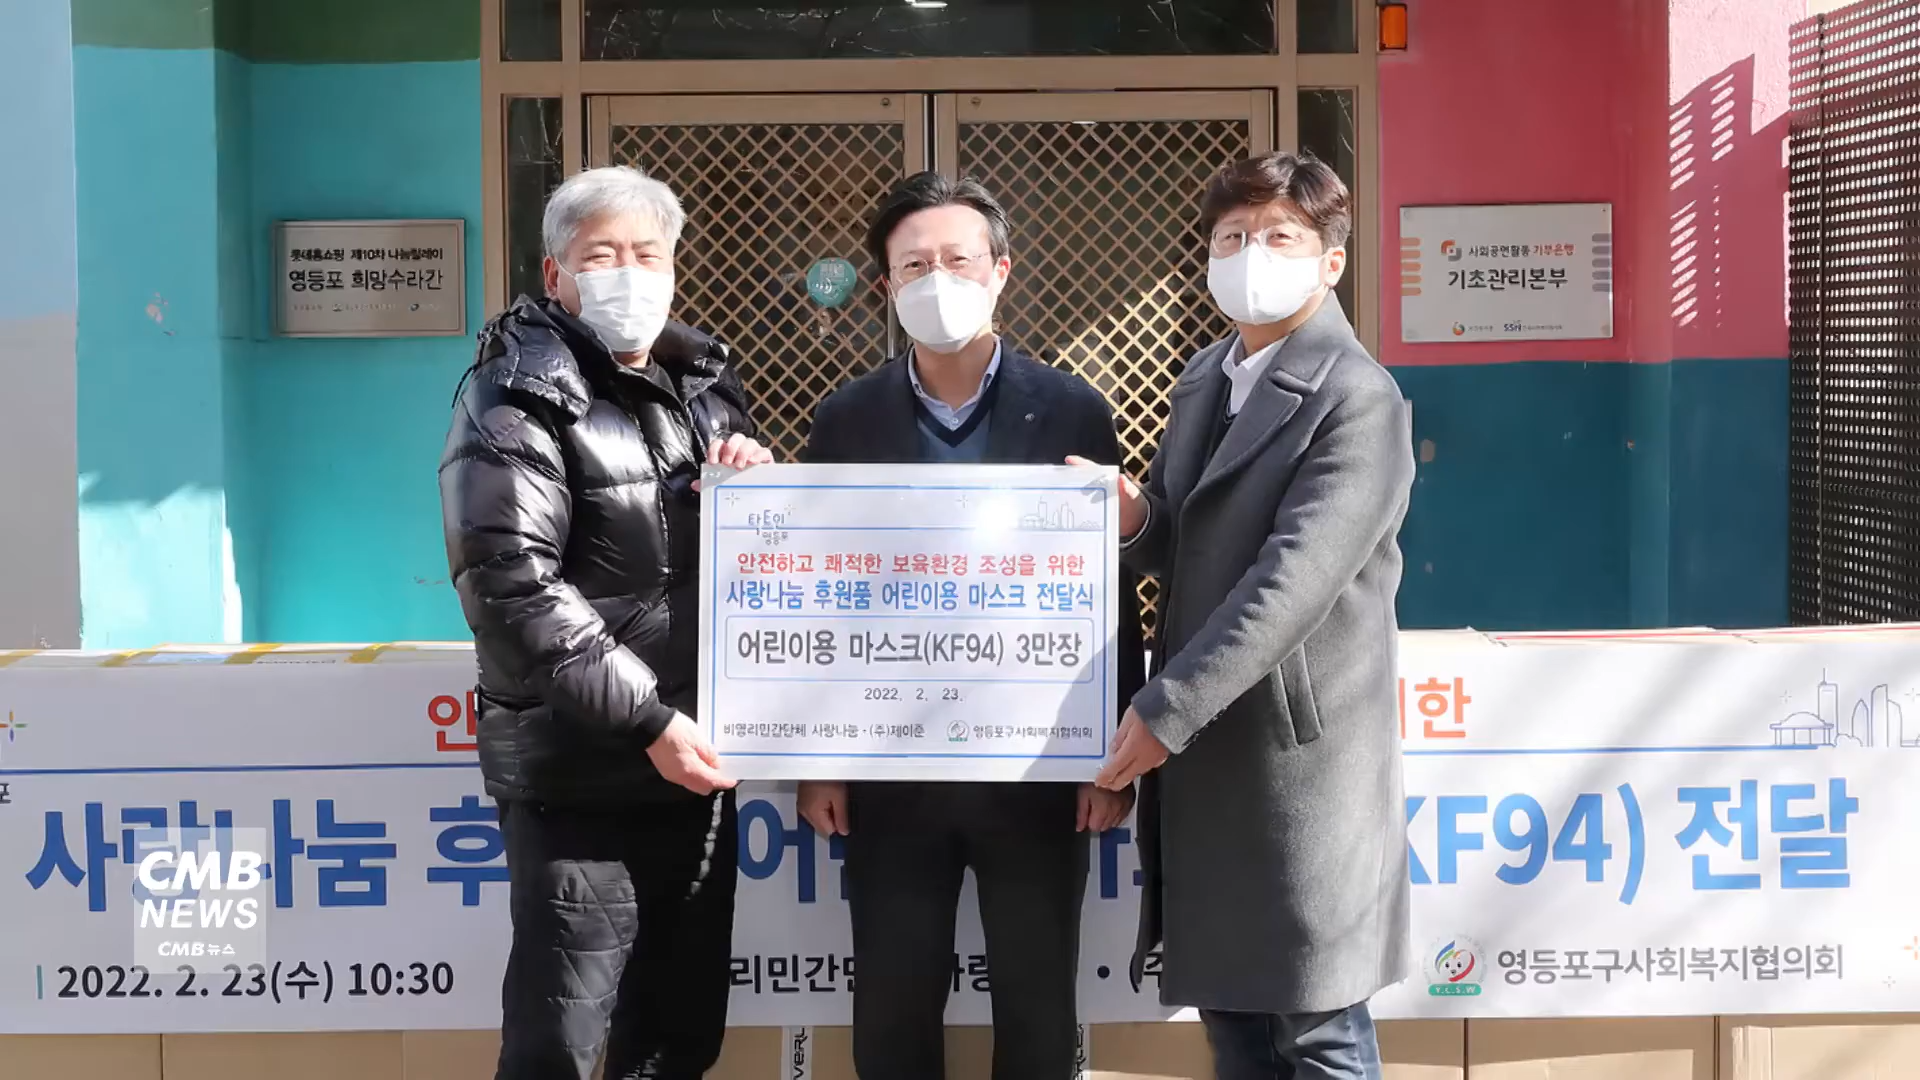 롯데홈쇼핑 제10차 나눔릴레이
영등포 희망수라간
사회공헌활동 기부은행
기초관리본부
SSN
탁트인
영등포
안전하고 쾌적한 보육환경 조성을 위한
사랑나눔 후원품 어린이용 마스크 전달식
어린이용 마스크(KF94) 3만장
2022. 2. 23.
비영리민간단체 사랑나눔・(주)제이준 영등포구사회복지협의회
사랑나눔 후
KF94) 전달
CMB
NEWS
CMB 뉴스
2022. 2. 23(수) 10:30
리민간단
영등포구사회복지협의회
Y.C.S.W